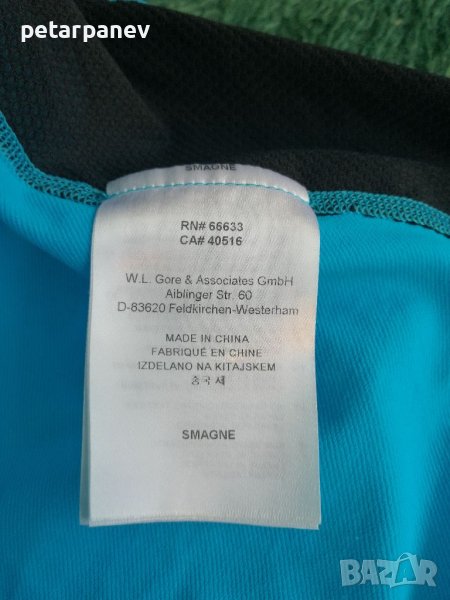 petarpanev
SMAGNE
RN# 66633
CA# 40516
W.L. Gore & Associates GmbH
Aiblinger Str. 60
D-83620 Feldkirchen-Westerham
MADE IN CHINA
FABRIQUÉ EN CHINE
IZDELANO NA KITAJSKEM
중국제
SMAGNE
BAZAR